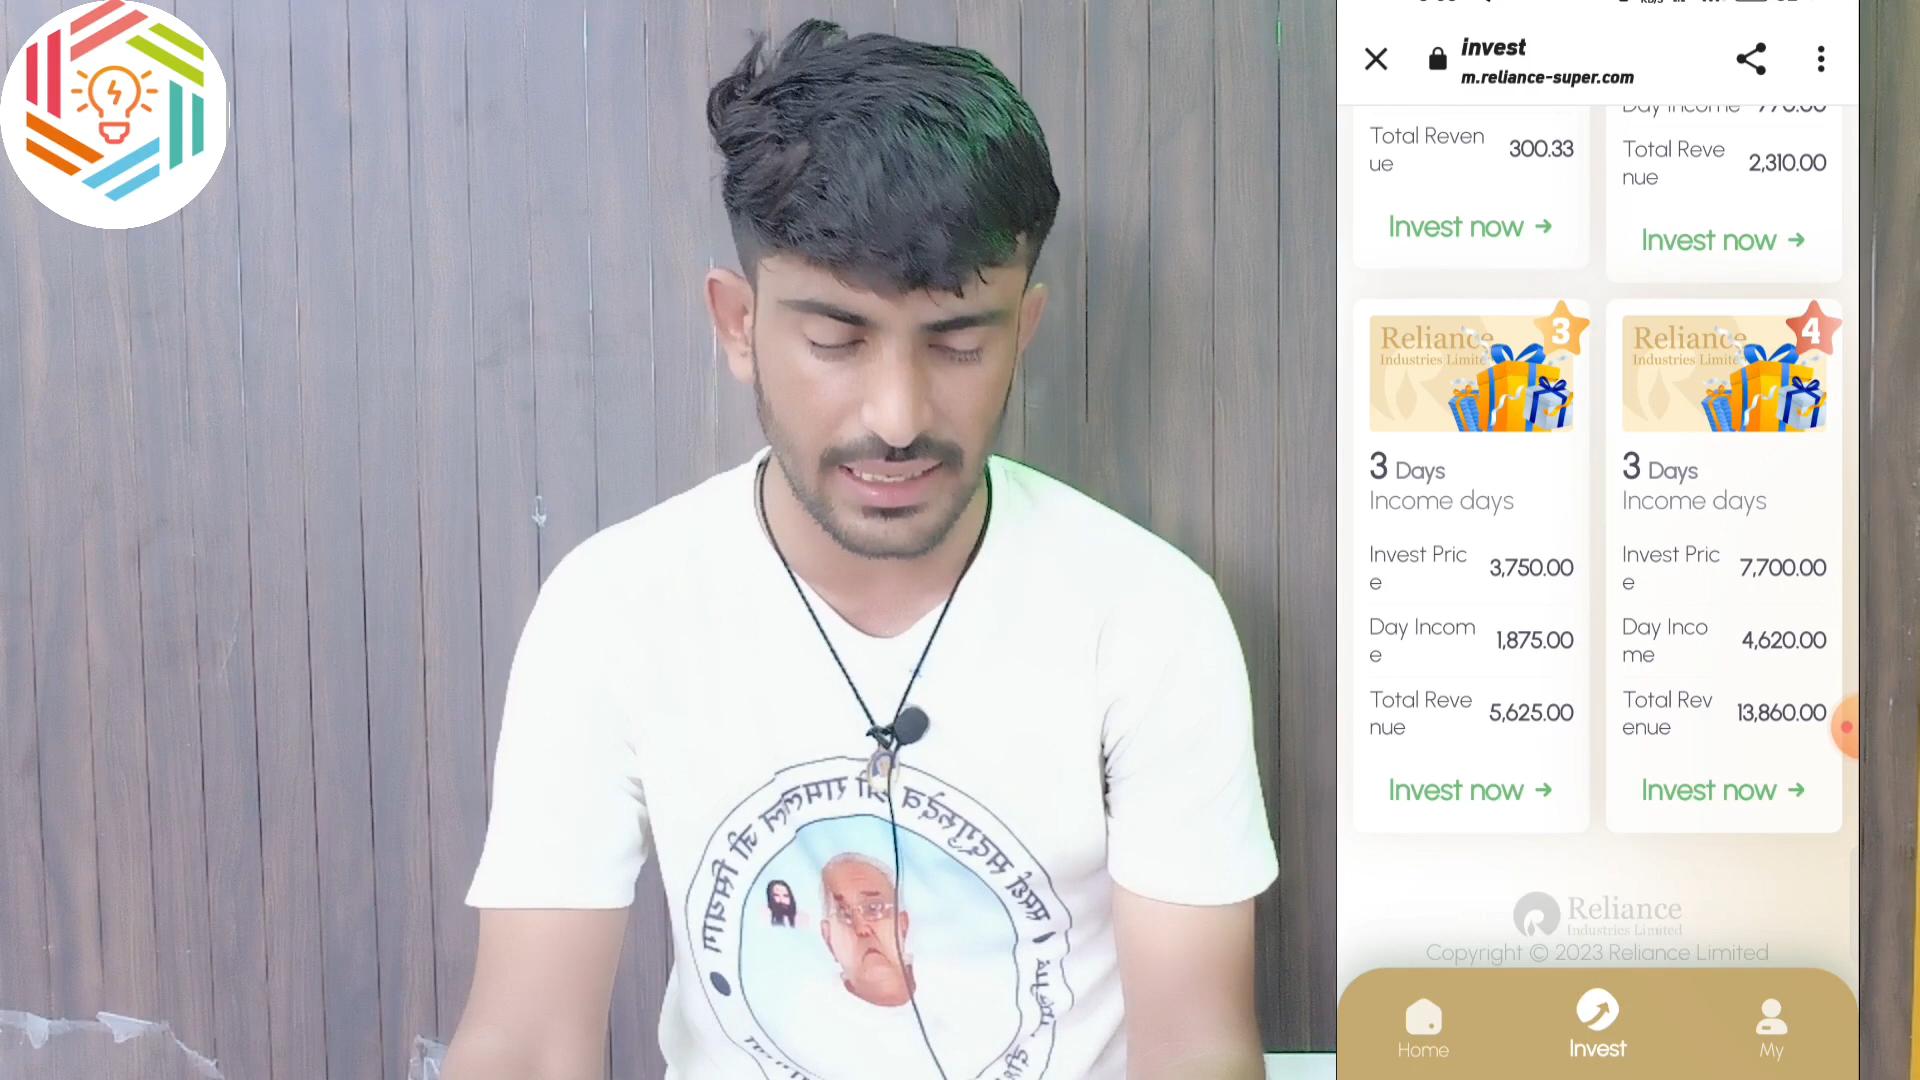 invest
m.reliance-super.com
Day Income
Total Reven
ue
300.33
Total Reve
nue
2,310.00
Invest now →
Invest now →
Reliance
Industries Limite
3
Reliance
Industries Limite
4
3 Days
Income days
3 Days
Income days
Invest Pric
e
3,750.00
Invest Pric
e
7,700.00
Day Incom
e
1,875.00
Day Inco
me
4,620.00
Total Reve
nue
5,625.00
Total Rev
enue
13,860.00
Invest now →
Invest now →
Reliance
Industries Limited
Copyright © 2023 Reliance Limited
Home
Invest
My